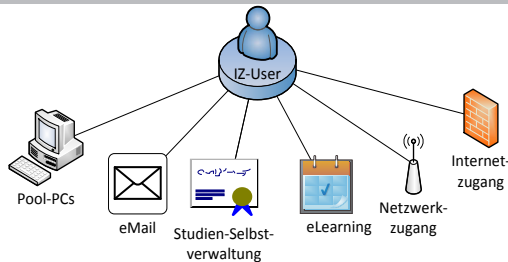 IZ-User
Pool-PCs
eMail
Studien-Selbst-
verwaltung
eLearning
Netzwerk-
zugang
Internet-
zugang